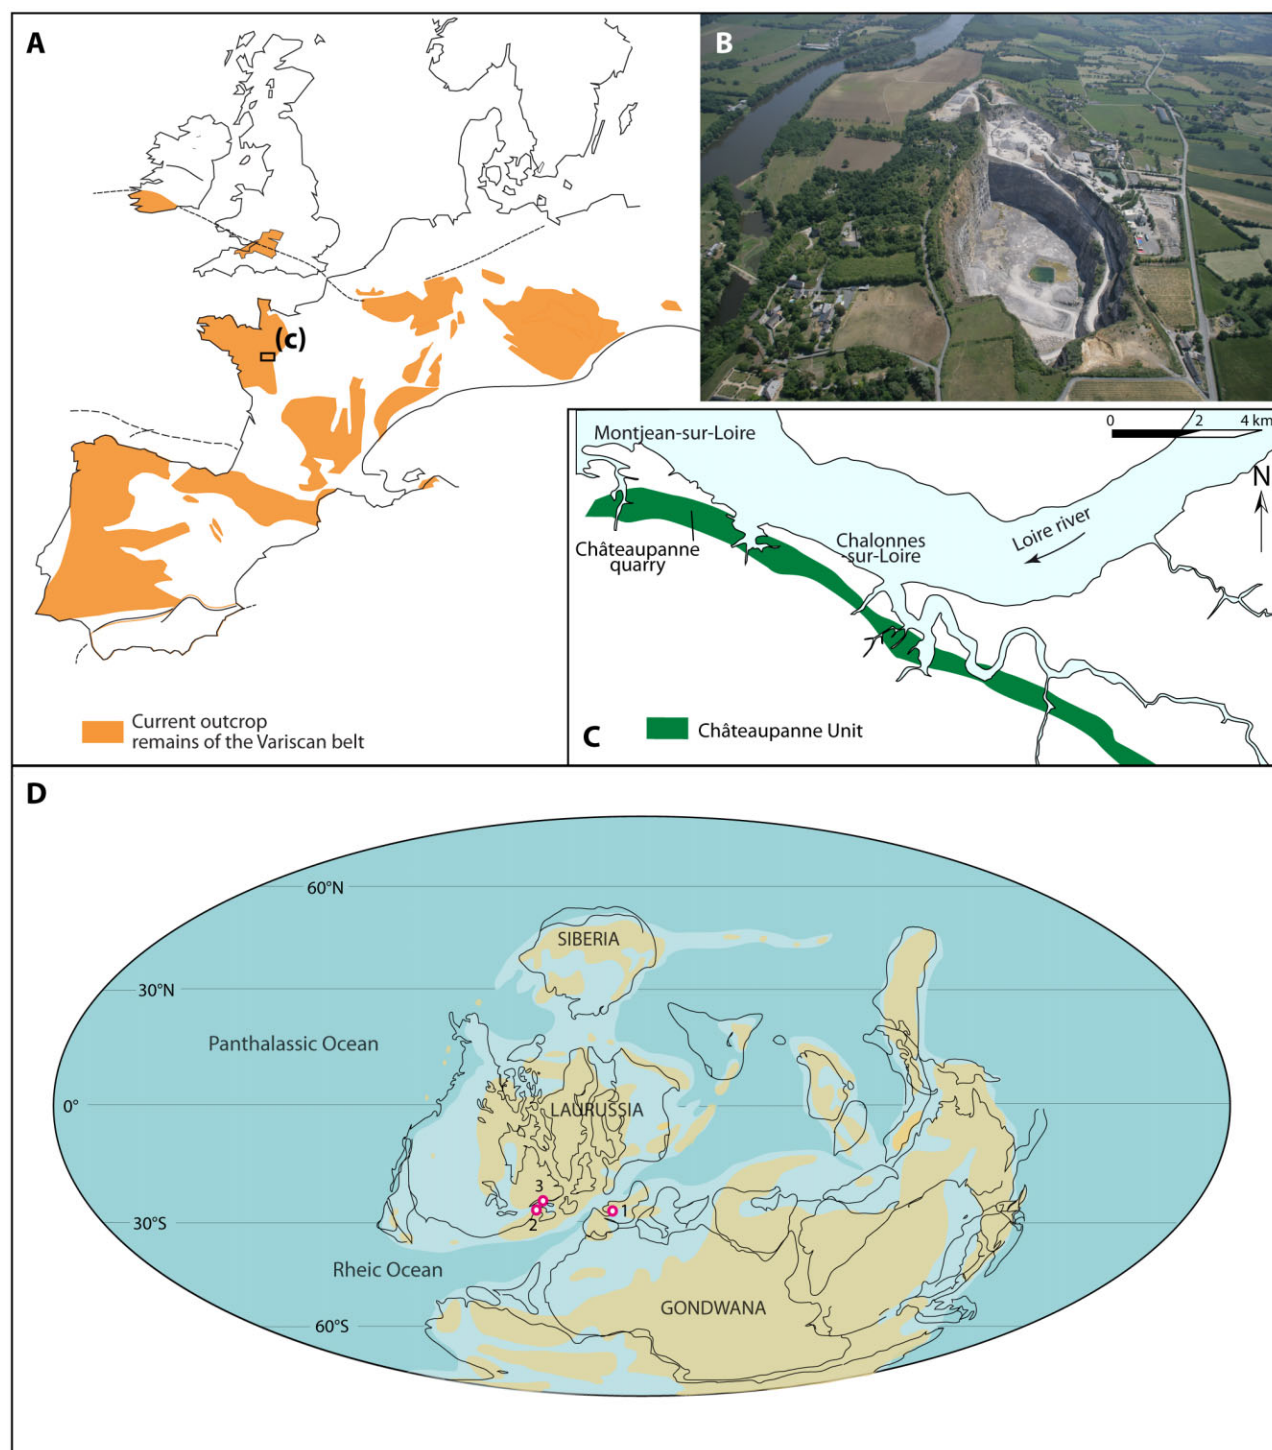 A
(c)
Current outcrop
remains of the Variscan belt
B
0 2 4 km
Montjean-sur-Loire
N
Loire river
Châteaupanne
quarry
Chalonnes
-sur-Loire
C
Châteaupanne Unit
D
60°N
SIBERIA
30°N
Panthalassic Ocean
0°
LAURUSSIA
3
2
1
30°S
Rheic Ocean
GONDWANA
60°S